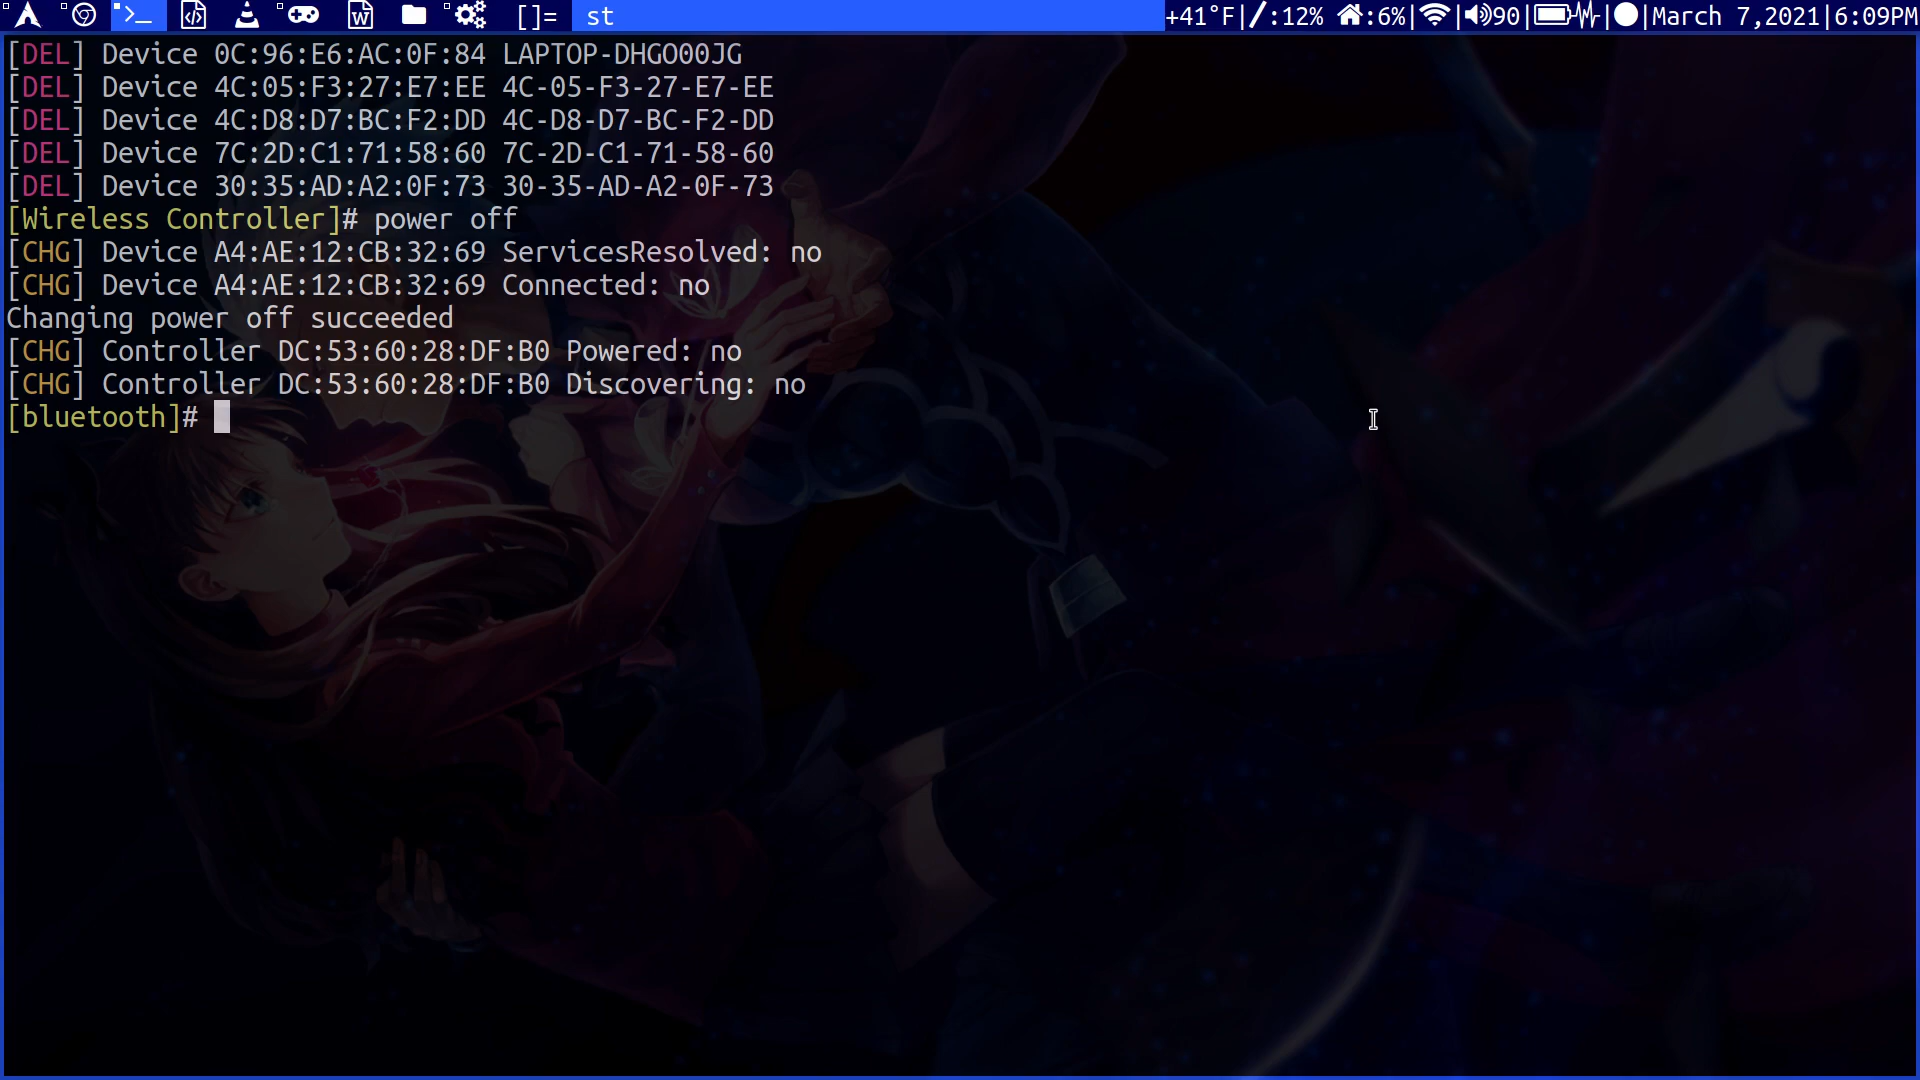 []= st +41°F|/:12% :6%| | 90| | |March 7,2021|6:09PM
[DEL] Device 0C:96:E6:AC:0F:84 LAPTOP-DHGO00JG
[DEL] Device 4C:05:F3:27:E7:EE 4C-05-F3-27-E7-EE
[DEL] Device 4C:D8:D7:BC:F2:DD 4C-D8-D7-BC-F2-DD
[DEL] Device 7C:2D:C1:71:58:60 7C-2D-C1-71-58-60
[DEL] Device 30:35:AD:A2:0F:73 30-35-AD-A2-0F-73
[Wireless Controller]# power off
[CHG] Device A4:AE:12:CB:32:69 ServicesResolved: no
[CHG] Device A4:AE:12:CB:32:69 Connected: no
Changing power off succeeded
[CHG] Controller DC:53:60:28:DF:B0 Powered: no
[CHG] Controller DC:53:60:28:DF:B0 Discovering: no
[bluetooth]#